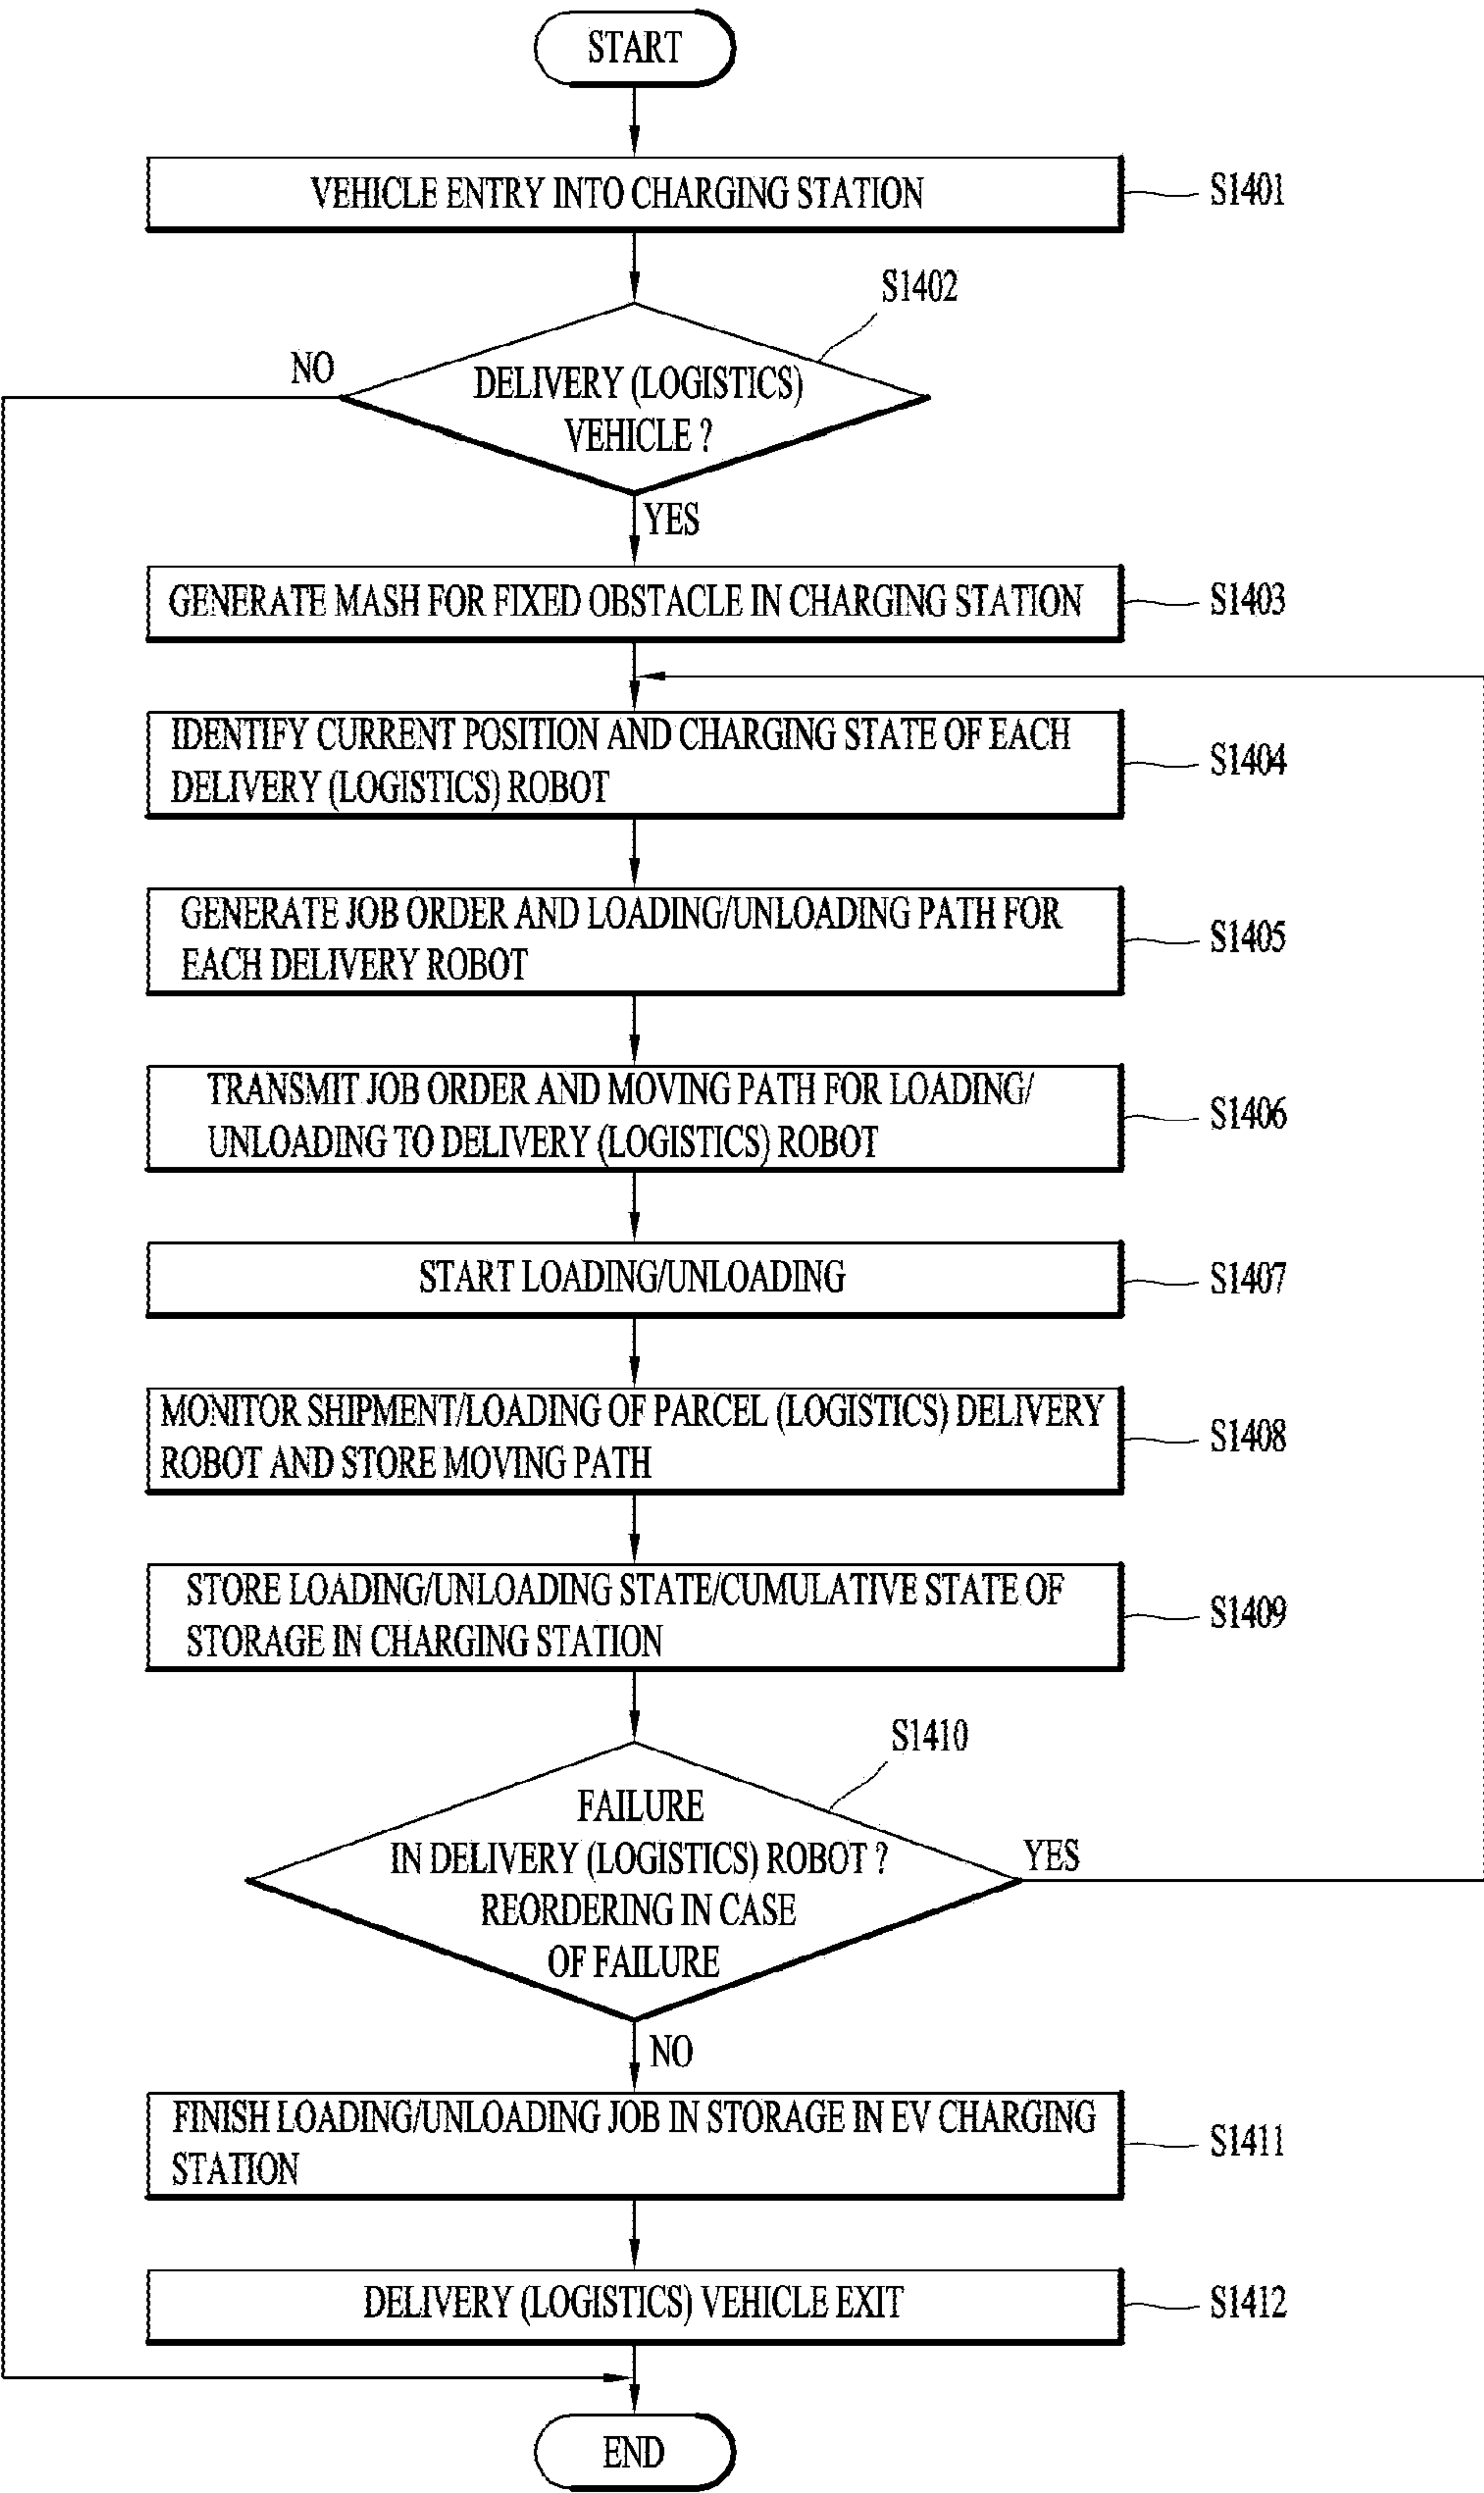 START
VEHICLE ENTRY INTO CHARGING STATION
S1401
S1402
NO
DELIVERY (LOGISTICS)
VEHICLE ?
YES
GENERATE MASH FOR FIXED OBSTACLE IN CHARGING STATION
S1403
IDENTIFY CURRENT POSITION AND CHARGING STATE OF EACH
DELIVERY (LOGISTICS) ROBOT
S1404
GENERATE JOB ORDER AND LOADING/UNLOADING PATH FOR
EACH DELIVERY ROBOT
S1405
TRANSMIT JOB ORDER AND MOVING PATH FOR LOADING/
UNLOADING TO DELIVERY (LOGISTICS) ROBOT
S1406
START LOADING/UNLOADING
S1407
MONITOR SHIPMENT/LOADING OF PARCEL (LOGISTICS) DELIVERY
ROBOT AND STORE MOVING PATH
S1408
STORE LOADING/UNLOADING STATE/CUMULATIVE STATE OF
STORAGE IN CHARGING STATION
S1409
S1410
FAILURE
IN DELIVERY (LOGISTICS) ROBOT ?
REORDERING IN CASE
OF FAILURE
YES
NO
FINISH LOADING/UNLOADING JOB IN STORAGE IN EV CHARGING
STATION
S1411
DELIVERY (LOGISTICS) VEHICLE EXIT
S1412
END